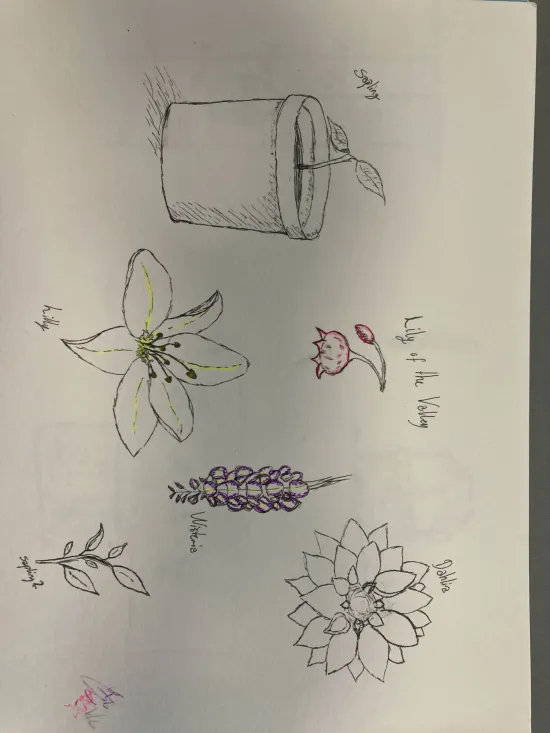 Sapling
Lily of the Valley
Lilly
Wisteria
Dahlia
Sapling 2